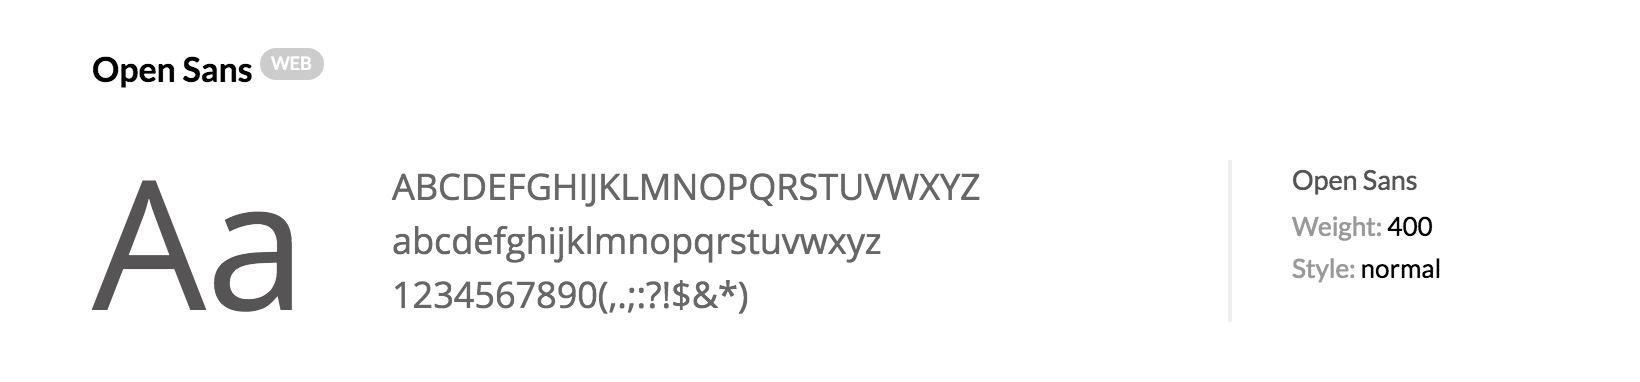 Open Sans WEB
Aa
ABCDEFGHIJKLMNOPQRSTUVWXYZ
abcdefghijklmnopqrstuvwxyz
1234567890(,.;:?!$&*)
Open Sans
Weight: 400
Style: normal